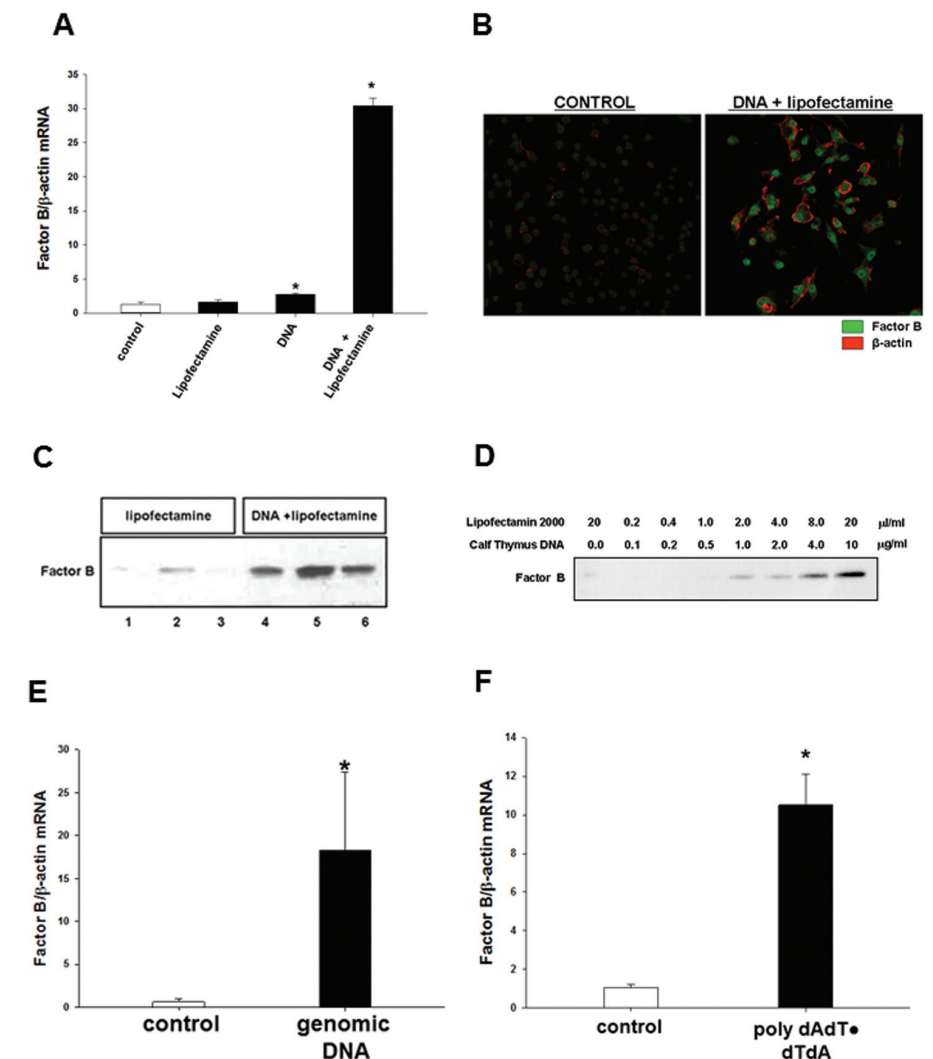 A
Factor B/β-actin mRNA
35
30
25
20
15
10
5
0
*
*
control
Lipofectamine
DNA
DNA +
Lipofectamine
B
CONTROL
DNA + lipofectamine
Factor B
β-actin
C
lipofectamine
DNA +lipofectamine
Factor B
1 2 3 4 5 6
D
Lipofectamin 2000 20 0.2 0.4 1.0 2.0 4.0 8.0 20 μl/ml
Calf Thymus DNA 0.0 0.1 0.2 0.5 1.0 2.0 4.0 10 μg/ml
Factor B
E
Factor B/β-actin mRNA
30
25
20
15
10
5
0
*
control
genomic
DNA
F
Factor B/β-actin mRNA
14
12
10
8
6
4
2
0
*
control
poly dAdT●
dTdA